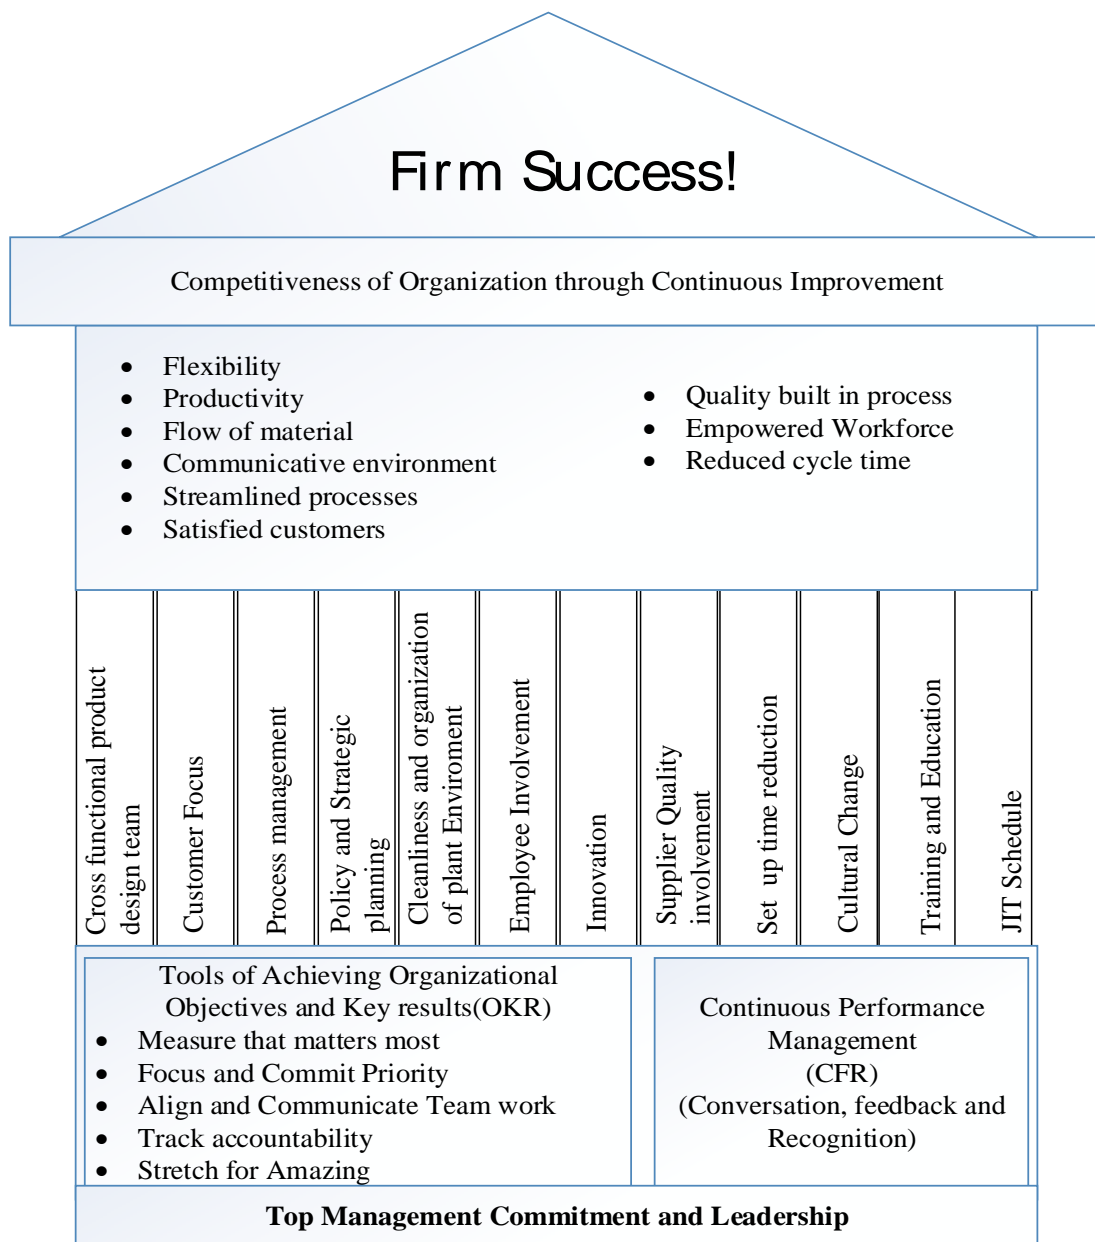 Firm Success!
Competitiveness of Organization through Continuous Improvement
• Flexibility
• Productivity
• Flow of material
• Communicative environment
• Streamlined processes
• Satisfied customers
• Quality built in process
• Empowered Workforce
• Reduced cycle time
Cross functional product
design team
Customer Focus
Process management
Policy and Strategic
planning
Cleanliness and organization
of plant Enviroment
Employee Involvement
Innovation
Supplier Quality
involvement
Set up time reduction
Cultural Change
Training and Education
JIT Schedule
Tools of Achieving Organizational
Objectives and Key results(OKR)
• Measure that matters most
• Focus and Commit Priority
• Align and Communicate Team work
• Track accountability
• Stretch for Amazing
Continuous Performance
Management
(CFR)
(Conversation, feedback and
Recognition)
Top Management Commitment and Leadership